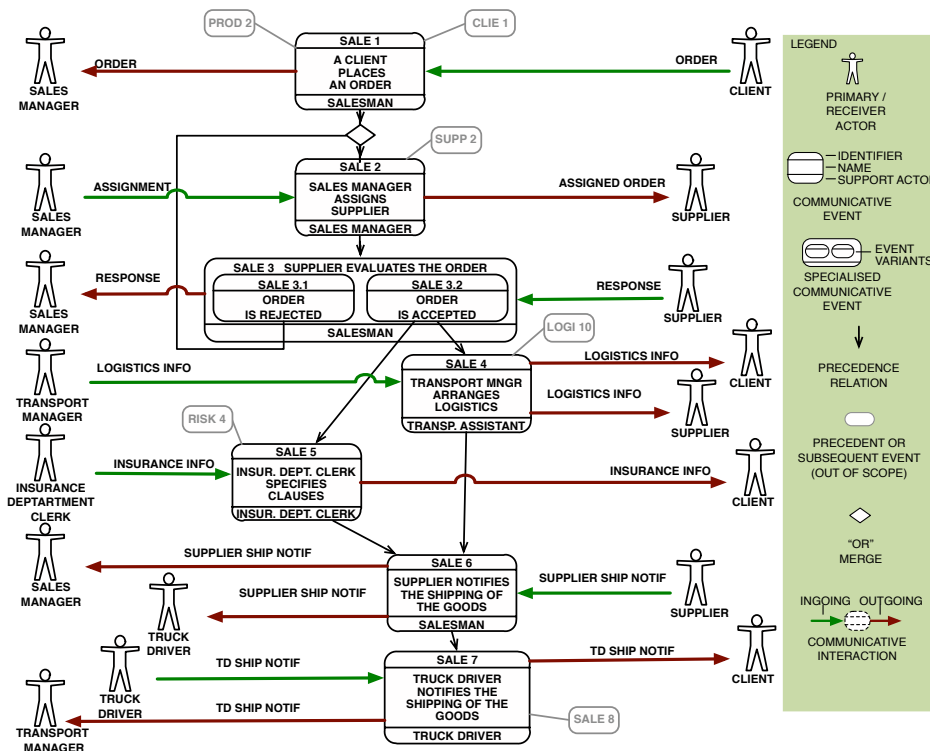 PROD 2
CLIE 1
SALE 1
A CLIENT
PLACES
AN ORDER
SALESMAN
ORDER
SALES
MANAGER
ORDER
CLIENT
SUPP 2
SALE 2
SALES MANAGER
ASSIGNS
SUPPLIER
SALES MANAGER
ASSIGNMENT
SALES
MANAGER
ASSIGNED ORDER
SUPPLIER
SALE 3 SUPPLIER EVALUATES THE ORDER
SALE 3.1
ORDER
IS REJECTED
SALE 3.2
ORDER
IS ACCEPTED
SALESMAN
RESPONSE
SALES
MANAGER
RESPONSE
SUPPLIER
LOGI 10
SALE 4
TRANSPORT MNGR
ARRANGES
LOGISTICS
TRANSP. ASSISTANT
LOGISTICS INFO
TRANSPORT
MANAGER
LOGISTICS INFO
CLIENT
LOGISTICS INFO
SUPPLIER
RISK 4
SALE 5
INSUR. DEPT. CLERK
SPECIFIES
CLAUSES
INSUR. DEPT. CLERK
INSURANCE INFO
INSURANCE
DEPTARTMENT
CLERK
INSURANCE INFO
CLIENT
SALE 6
SUPPLIER NOTIFIES
THE SHIPPING OF
THE GOODS
SALESMAN
SUPPLIER SHIP NOTIF
SALES
MANAGER
SUPPLIER SHIP NOTIF
TRUCK
DRIVER
SUPPLIER SHIP NOTIF
SUPPLIER
SALE 7
TRUCK DRIVER
NOTIFIES THE
SHIPPING OF THE
GOODS
TRUCK DRIVER
TD SHIP NOTIF
TRUCK
DRIVER
TD SHIP NOTIF
TRANSPORT
MANAGER
TD SHIP NOTIF
CLIENT
SALE 8
LEGEND
PRIMARY /
RECEIVER
ACTOR
IDENTIFIER
NAME
SUPPORT ACTOR
COMMUNICATIVE
EVENT
EVENT
VARIANTS
SPECIALISED
COMMUNICATIVE
EVENT
PRECEDENCE
RELATION
PRECEDENT OR
SUBSEQUENT EVENT
(OUT OF SCOPE)
"OR"
MERGE
INGOING OUTGOING
COMMUNICATIVE
INTERACTION